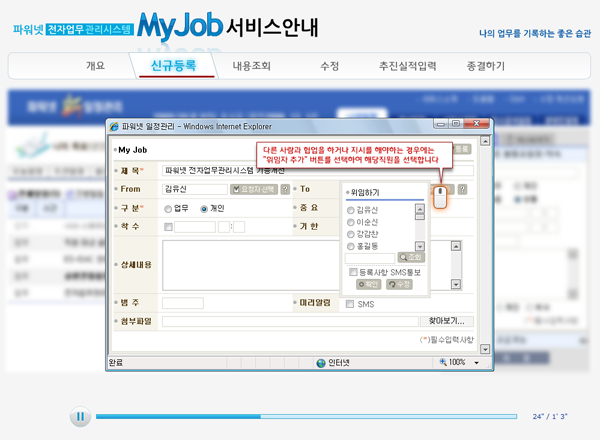 파워넷 전자업무 관리시스템 MyJob 서비스안내
나의 업무를 기록하는 좋은 습관
개요 신규등록 내용조회 수정 추진실적입력 종결하기
파워넷 일정관리 - Windows Internet Explorer
My Job
다른 사람과 협업을 하거나 지시를 해야하는 경우에는
"위임자 추가" 버튼를 선택하여 해당직원을 선택합니다
제 목* 파워넷 전자업무관리시스템 기능개선
From 김유신 요청자 선택 ? To
위임하기
구 분* 업무 개인 중 요
김유신
이순신
강감찬
홍길동
착 수 : 기 한
조회
상세내용
등록사항 SMS통보
확인 수정
범 주 미리알림 SMS
첨부파일 찾아보기...
(*)필수입력사항
완료 인터넷 100%
24" / 1' 3"